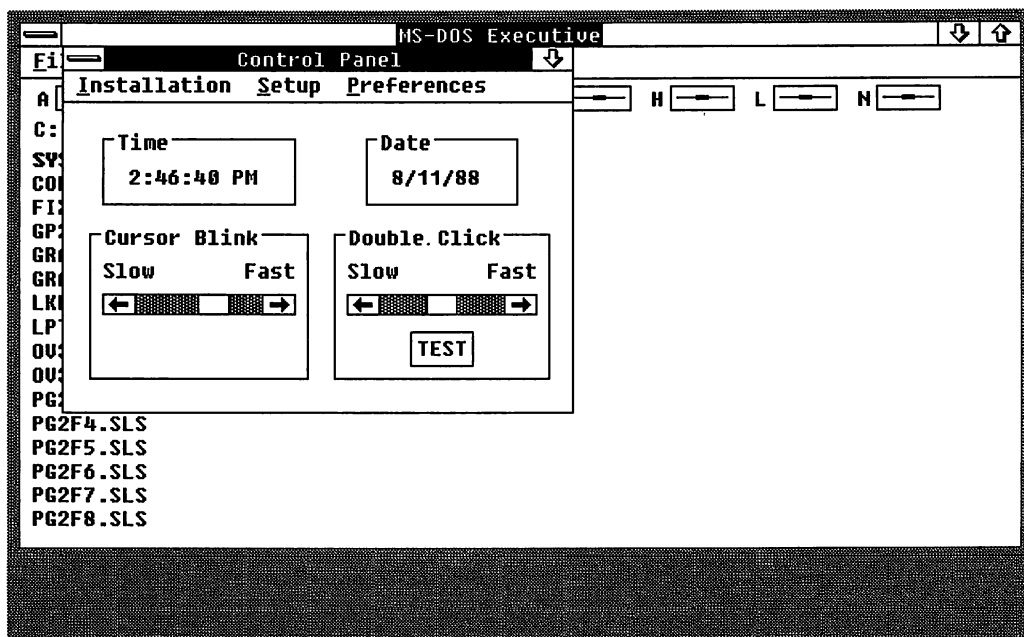 MS-DOS Executive
Control Panel
Installation Setup Preferences
A H L N
C:
Time Date
2:46:40 PM 8/11/88
Cursor Blink Double.Click
Slow Fast Slow Fast
TEST
PG2F4.SLS
PG2F5.SLS
PG2F6.SLS
PG2F7.SLS
PG2F8.SLS